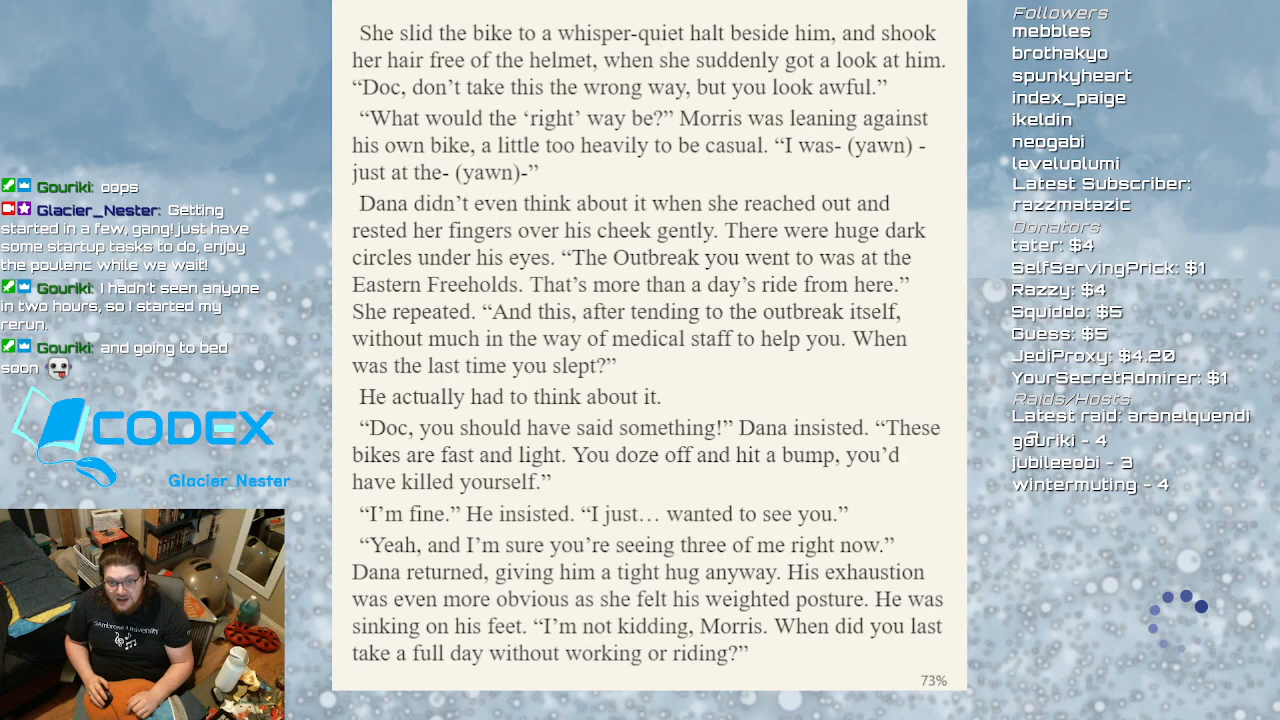 Gouriki: oops
Glacier_Nester: Getting
started in a few, gang! just have
some startup tasks to do, enjoy
the poulenc while we wait!
Gouriki: I hadn't seen anyone
in two hours, so I started my
rerun.
Gouriki: and going to bed
soon
CODEX
Glacier_Nester
She slid the bike to a whisper-quiet halt beside him, and shook
her hair free of the helmet, when she suddenly got a look at him.
“Doc, don’t take this the wrong way, but you look awful.”
“What would the ‘right’ way be?” Morris was leaning against
his own bike, a little too heavily to be casual. “I was- (yawn) -
just at the- (yawn)-”
Dana didn’t even think about it when she reached out and
rested her fingers over his cheek gently. There were huge dark
circles under his eyes. “The Outbreak you went to was at the
Eastern Freeholds. That’s more than a day’s ride from here.”
She repeated. “And this, after tending to the outbreak itself,
without much in the way of medical staff to help you. When
was the last time you slept?”
He actually had to think about it.
“Doc, you should have said something!” Dana insisted. “These
bikes are fast and light. You doze off and hit a bump, you’d
have killed yourself.”
“I’m fine.” He insisted. “I just… wanted to see you.”
“Yeah, and I’m sure you’re seeing three of me right now.”
Dana returned, giving him a tight hug anyway. His exhaustion
was even more obvious as she felt his weighted posture. He was
sinking on his feet. “I’m not kidding, Morris. When did you last
take a full day without working or riding?”
73%
Followers
mebbles
brothakyo
spunkyheart
index_paige
ikeldin
neogabi
leveluplumi
Latest Subscriber:
razzmatazic
Donators
tater: $4
SelfServingPrick: $1
Razzy: $4
Squiddo: $5
Guess: $5
JediProxy: $4.20
YourSecretAdmirer: $1
Raids/Hosts
Latest raid: aranelquendi
gouriki - 4
jubileeobi - 3
wintermuting - 4
Ambrose University